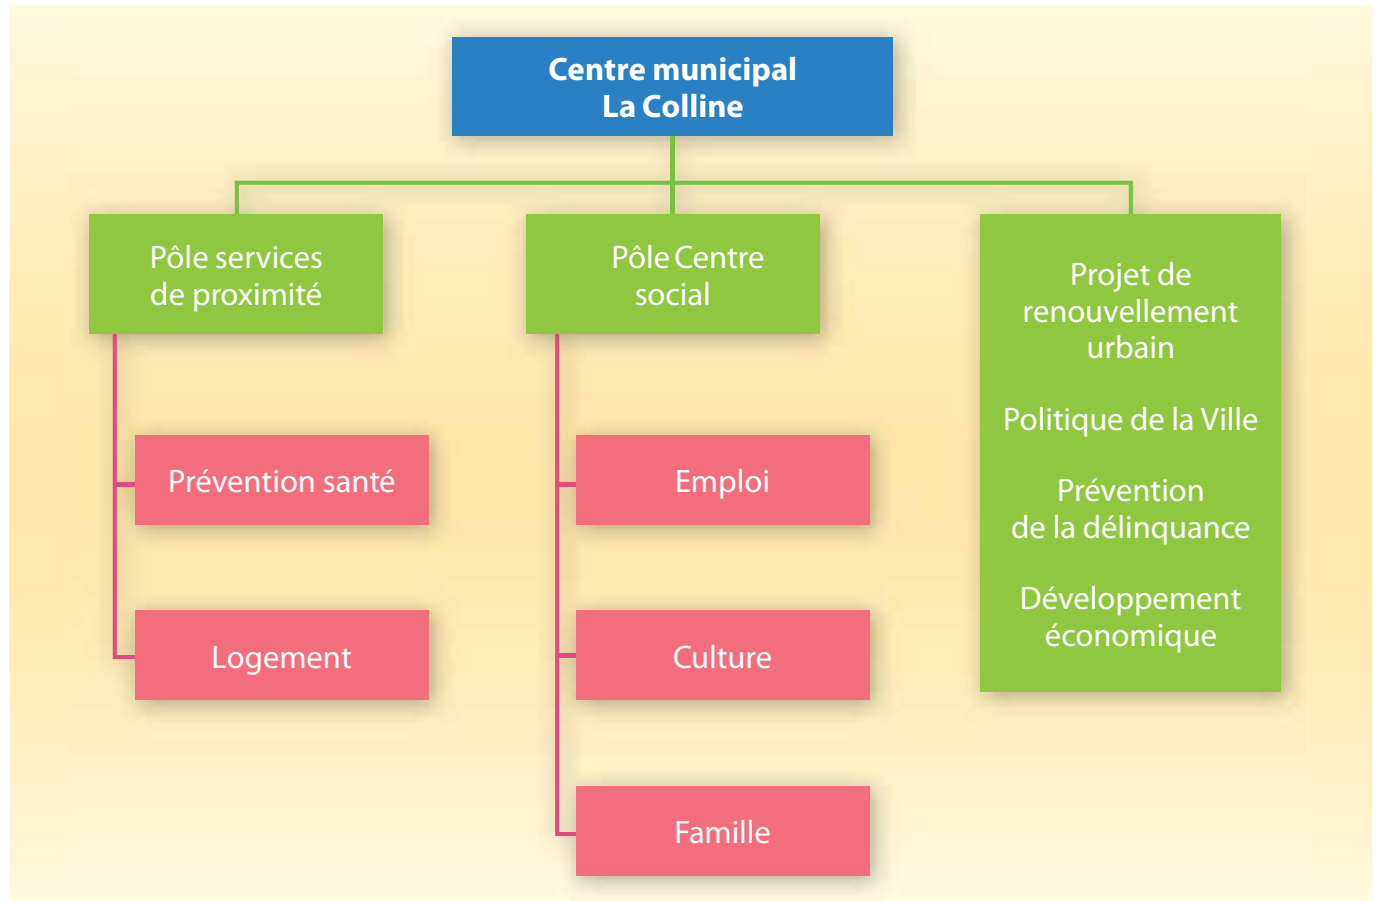 Centre municipal
La Colline
Pôle services
de proximité
Prévention santé
Logement
Pôle Centre
social
Emploi
Culture
Famille
Projet de
renouvellement
urbain
Politique de la Ville
Prévention
de la délinquance
Développement
économique